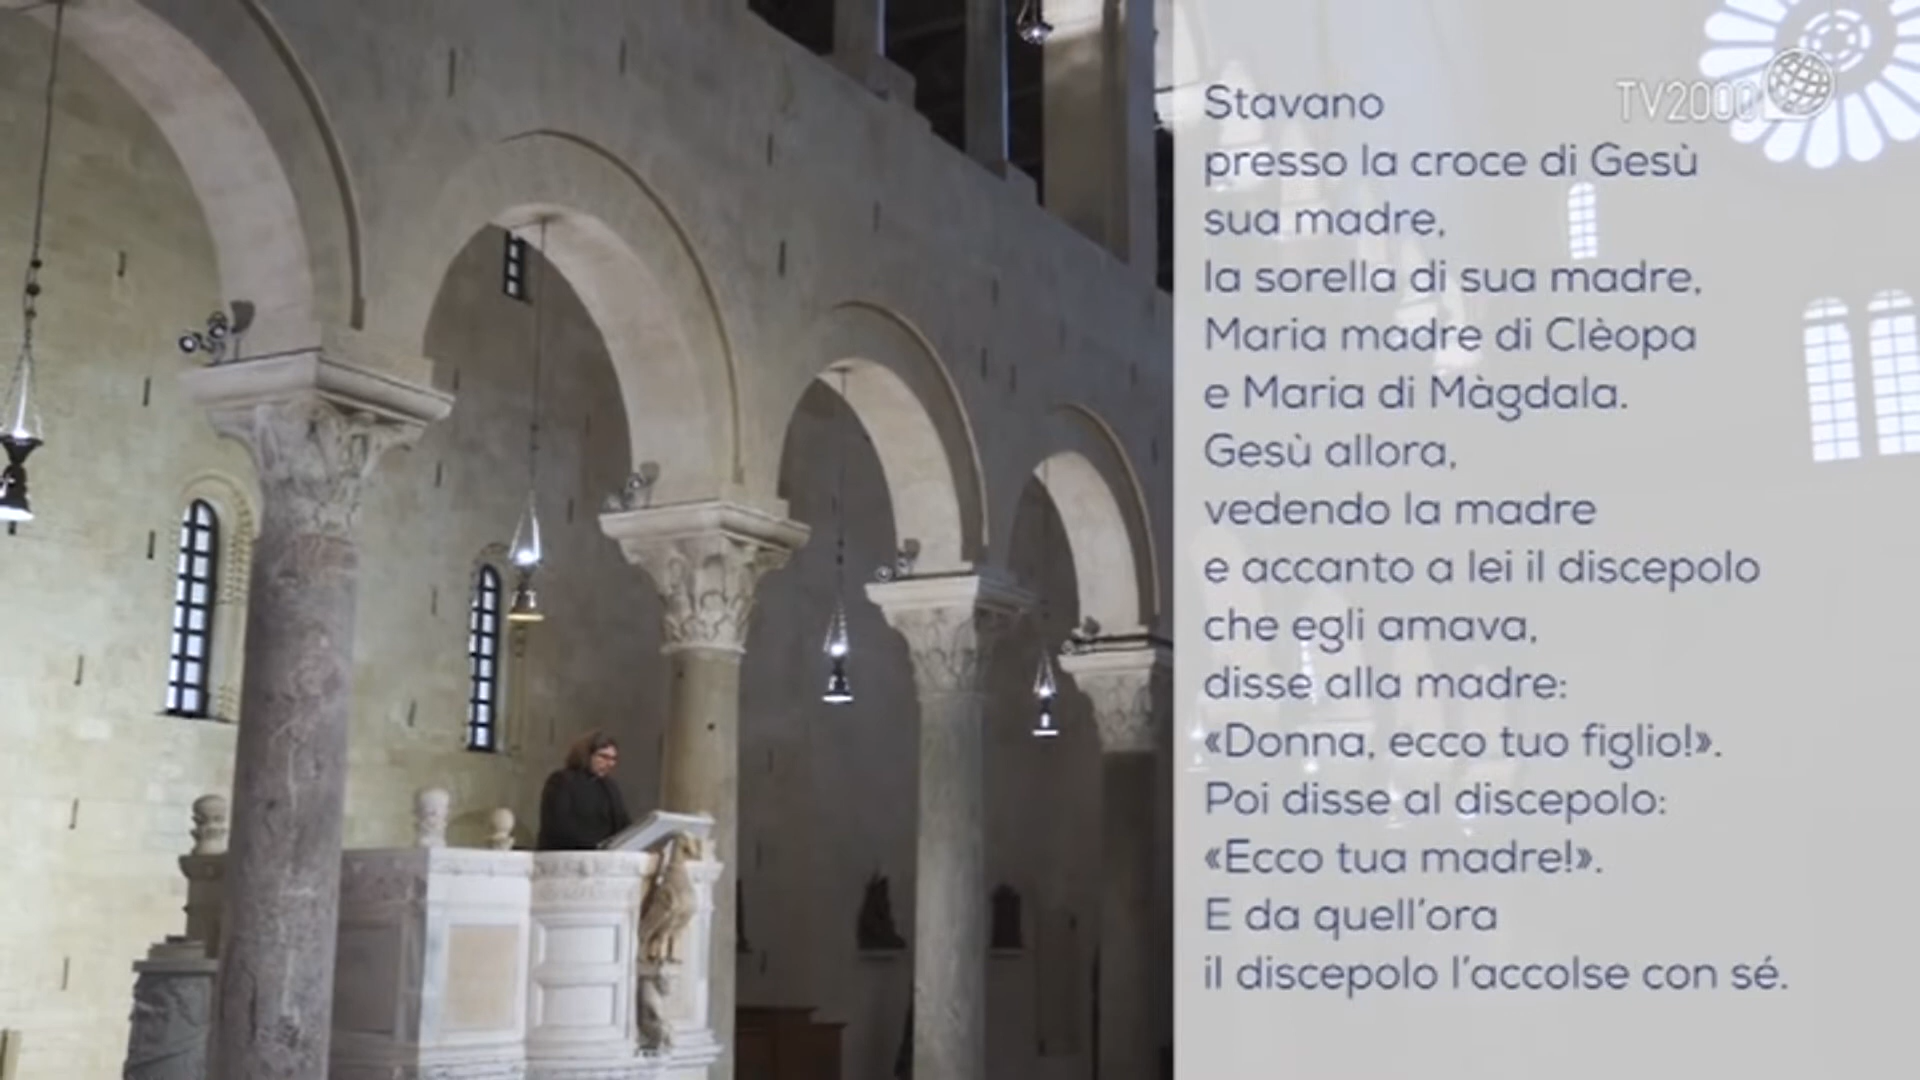 TV2000
Stavano
presso la croce di Gesù
sua madre,
la sorella di sua madre,
Maria madre di Clèopa
e Maria di Màgdala.
Gesù allora,
vedendo la madre
e accanto a lei il discepolo
che egli amava,
disse alla madre:
«Donna, ecco tuo figlio!».
Poi disse al discepolo:
«Ecco tua madre!».
E da quell'ora
il discepolo l'accolse con sé.